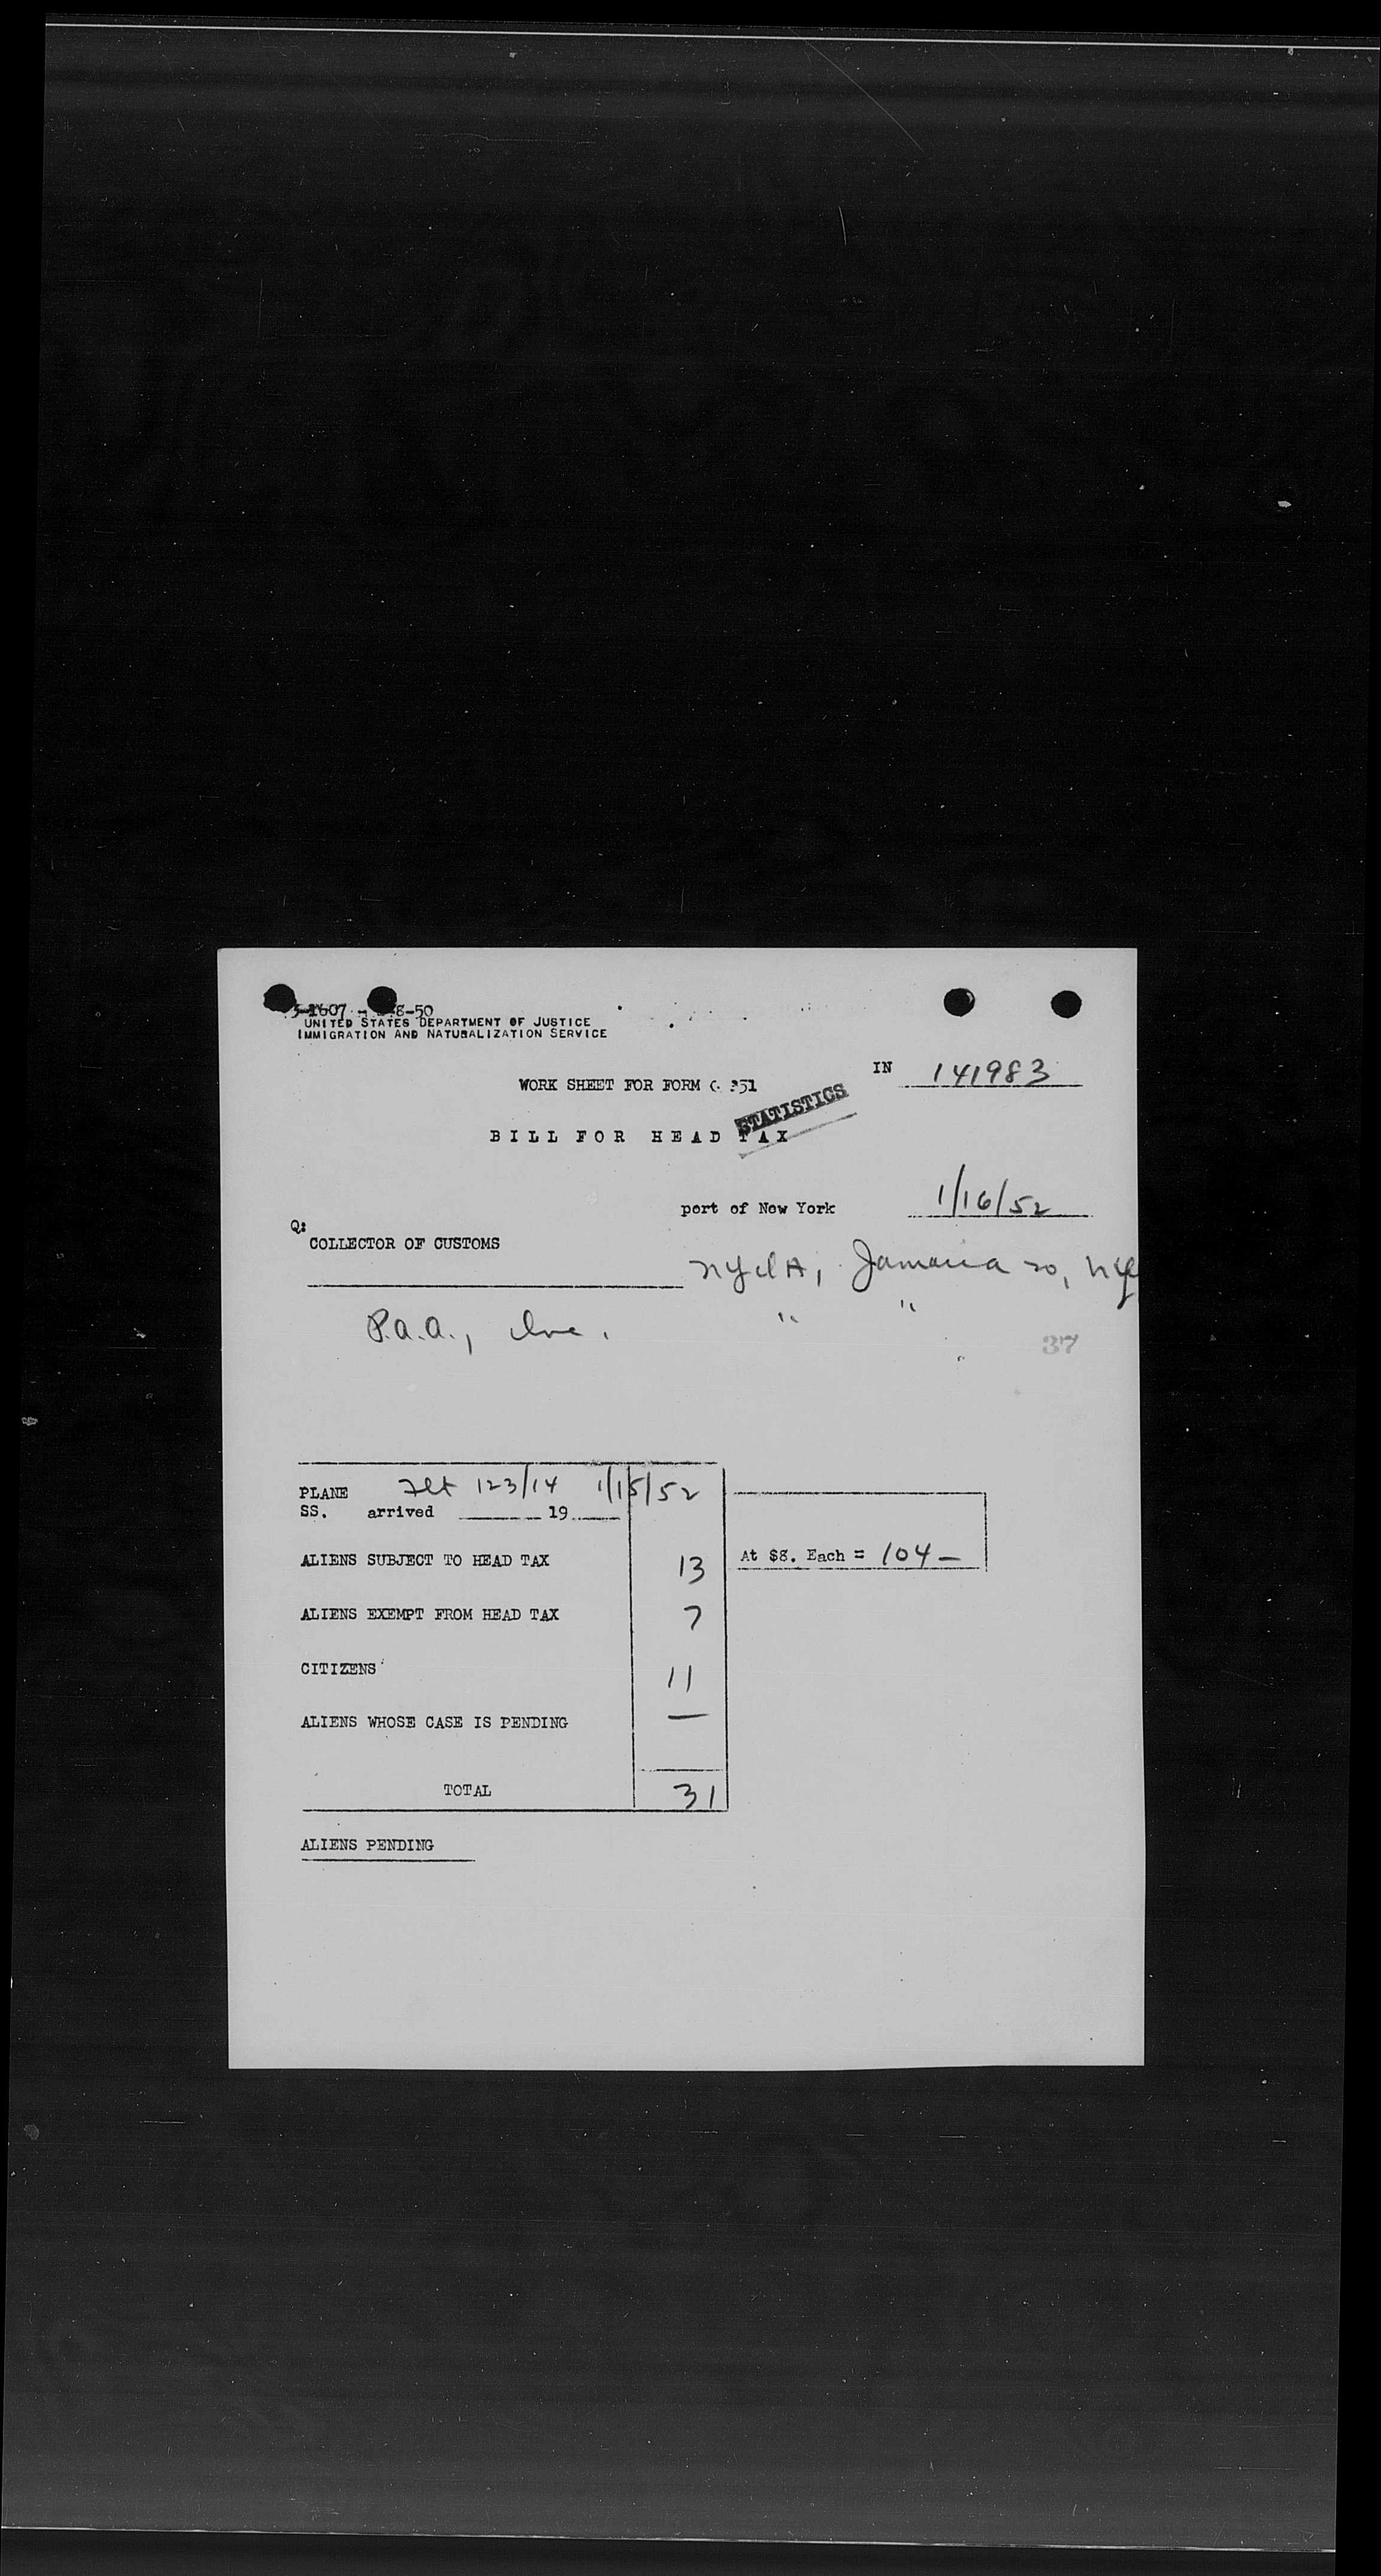 UNITED STATES DEPARTMENT OF JUSTICE
IMMIGRATION AND NATURALIZATION SERVICE
IN 141983
WORK SHEET FOR FORM 351
STATISTICS
BILL FOR HEAD TAX
port of New York 1/16/52
Q:
COLLECTOR OF CUSTOMS
NYIA, Jamaica 20, NY
P.A.A., Inc. " "
37
PLANE Flt 123/14 1/15/52
SS. arrived 19
ALIENS SUBJECT TO HEAD TAX 13 At $8. Each = 104-
ALIENS EXEMPT FROM HEAD TAX 7
CITIZENS 11
ALIENS WHOSE CASE IS PENDING —
TOTAL 31
ALIENS PENDING